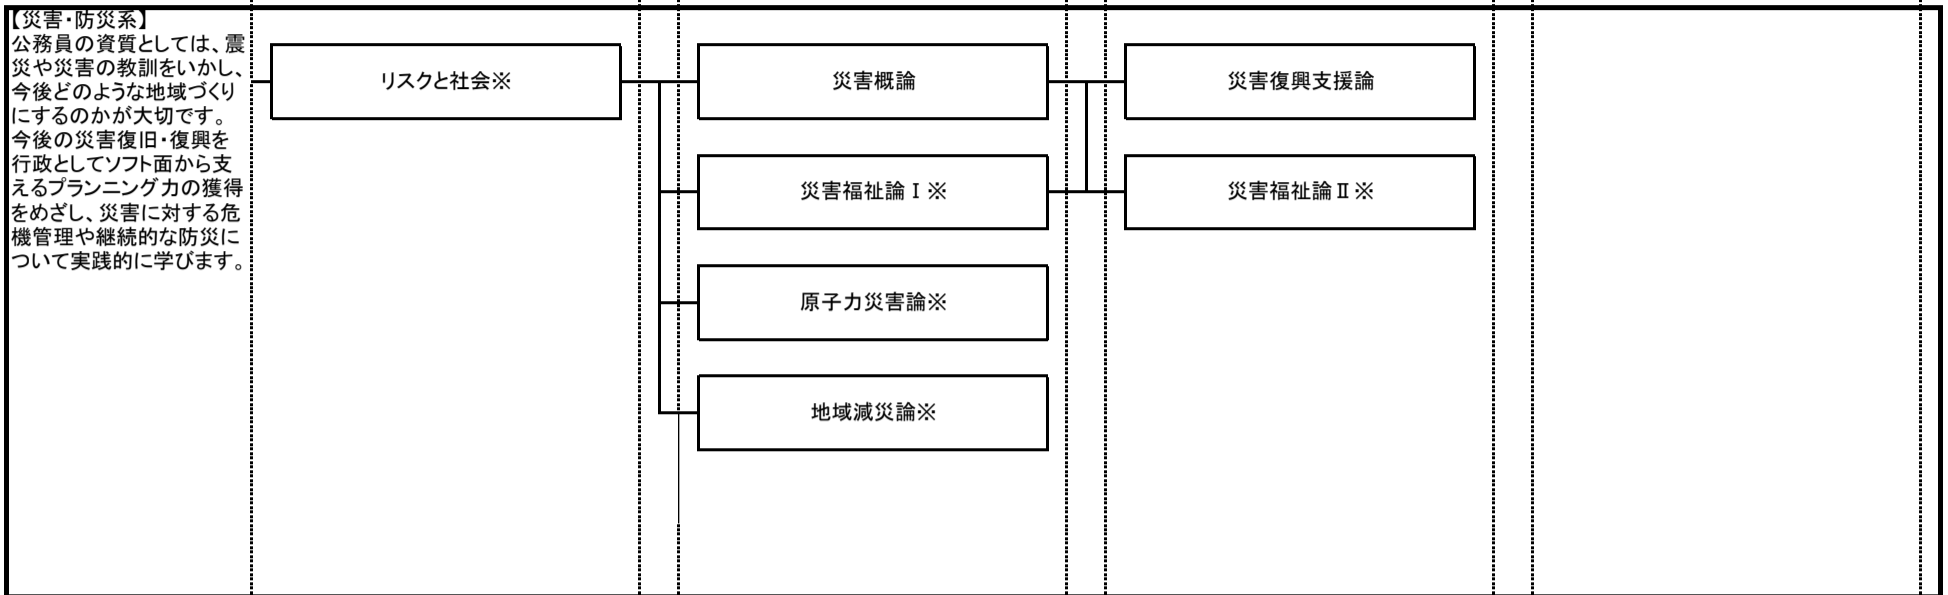 【災害・防災系】
公務員の資質としては、震
災や災害の教訓をいかし、
今後どのような地域づくり
にするのかが大切です。
今後の災害復旧・復興を
行政としてソフト面から支
えるプランニング力の獲得
をめざし、災害に対する危
機管理や継続的な防災に
ついて実践的に学びます。
リスクと社会※
災害概論
災害復興支援論
災害福祉論Ⅰ※
災害福祉論Ⅱ※
原子力災害論※
地域減災論※